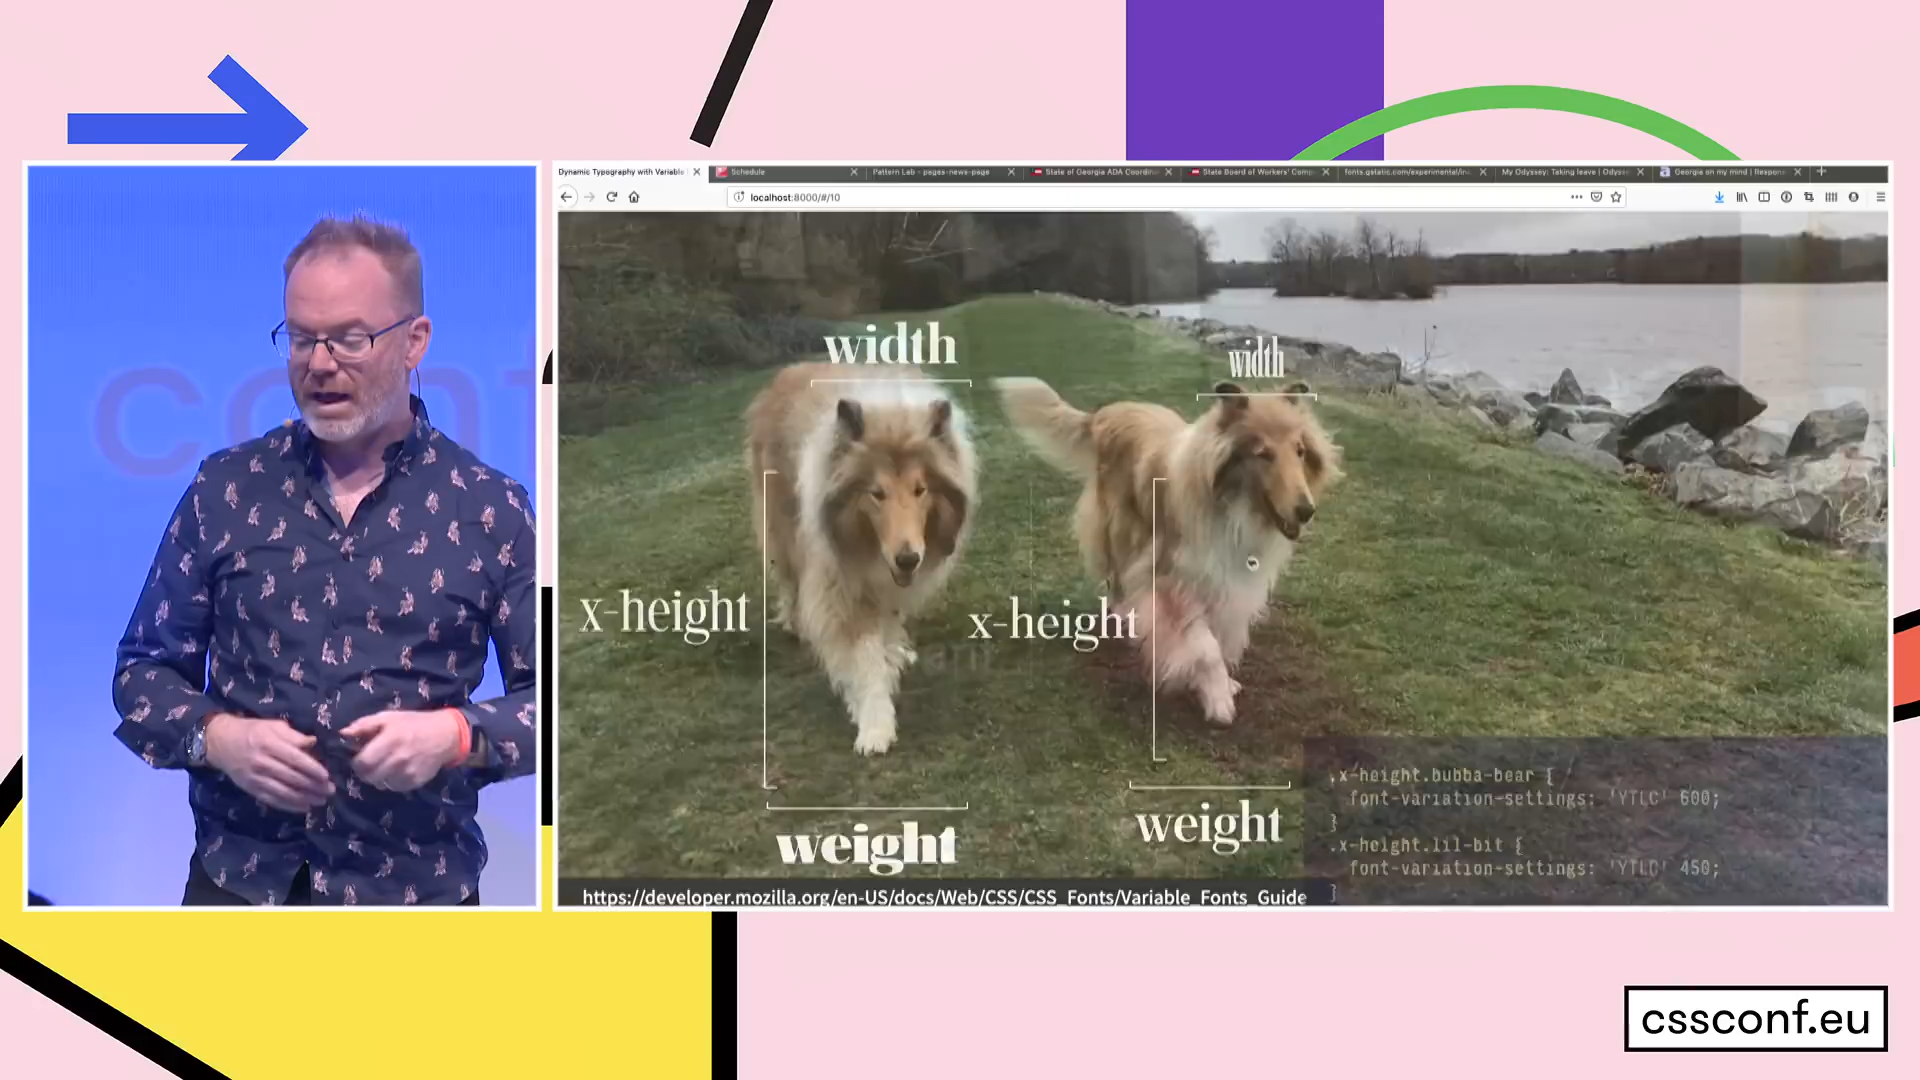 Dynamic Typography with Variable
Schedule
Pattern Lab - pages-news-page
State of Georgia ADA Coordin
State Board of Workers' Comp
fonts.gstatic.com/experimental/in
My Odyssey: Taking leave | Odyss
Georgia on my mind | Respons
localhost:8000/#/10
conf
width
width
x-height
x-height
weight
weight
.x-height.bubba-bear {
font-variation-settings: 'YTLC' 600;
}
.x-height.lil-bit {
font-variation-settings: 'YTLC' 450;
}
https://developer.mozilla.org/en-US/docs/Web/CSS/CSS_Fonts/Variable_Fonts_Guide
cssconf.eu